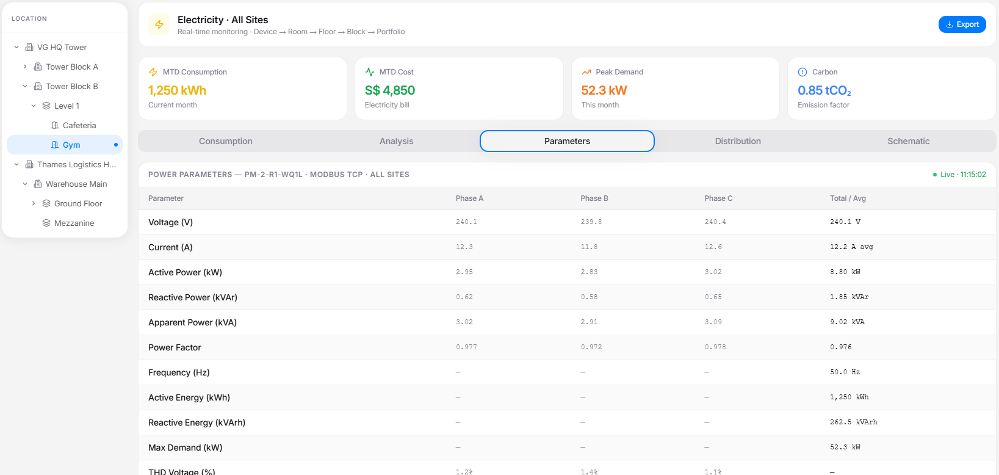 LOCATION
VG HQ Tower
Tower Block A
Tower Block B
Level 1
Cafeteria
Gym
Thames Logistics H...
Warehouse Main
Ground Floor
Mezzanine
Electricity · All Sites
Real-time monitoring · Device → Room → Floor → Block → Portfolio
Export
MTD Consumption
1,250 kWh
Current month
MTD Cost
S$ 4,850
Electricity bill
Peak Demand
52.3 kW
This month
Carbon
0.85 tCO₂
Emission factor
Consumption Analysis Parameters Distribution Schematic
POWER PARAMETERS — PM-2-R1-WQ1L · MODBUS TCP · ALL SITES
Live · 11:15:02
Parameter Phase A Phase B Phase C Total / Avg
Voltage (V) 240.1 239.8 240.4 240.1 V
Current (A) 12.3 11.8 12.6 12.2 A avg
Active Power (kW) 2.95 2.83 3.02 8.80 kW
Reactive Power (kVAr) 0.62 0.58 0.65 1.85 kVAr
Apparent Power (kVA) 3.02 2.91 3.09 9.02 kVA
Power Factor 0.977 0.972 0.978 0.976
Frequency (Hz) — — — 50.0 Hz
Active Energy (kWh) — — — 1,250 kWh
Reactive Energy (kVArh) — — — 262.5 kVArh
Max Demand (kW) — — — 52.3 kW
THD Voltage (%) 1.2% 1.4% 1.1% —